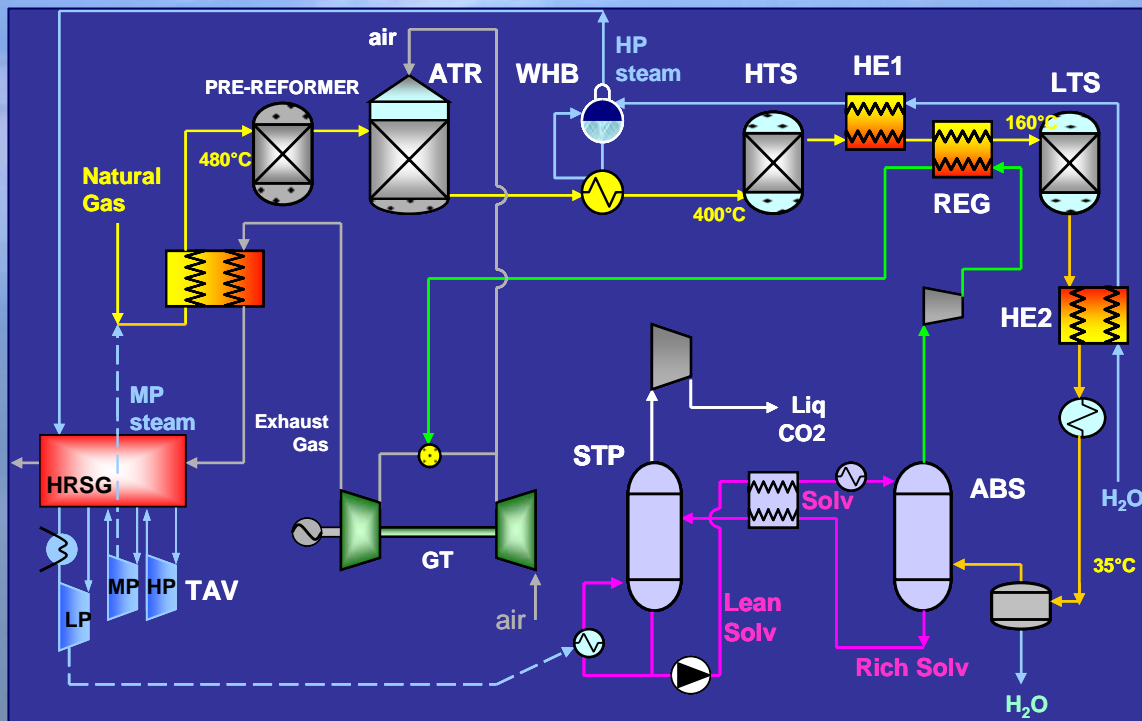 air
HP
steam
ATR
WHB
HTS
HE1
LTS
PRE-REFORMER
480°C
160°C
Natural
Gas
400°C
REG
HE2
MP
steam
Exhaust
Gas
Liq
CO2
STP
HRSG
Solv
ABS
H2O
GT
35°C
MP
HP
TAV
LP
air
Lean
Solv
Rich Solv
H2O